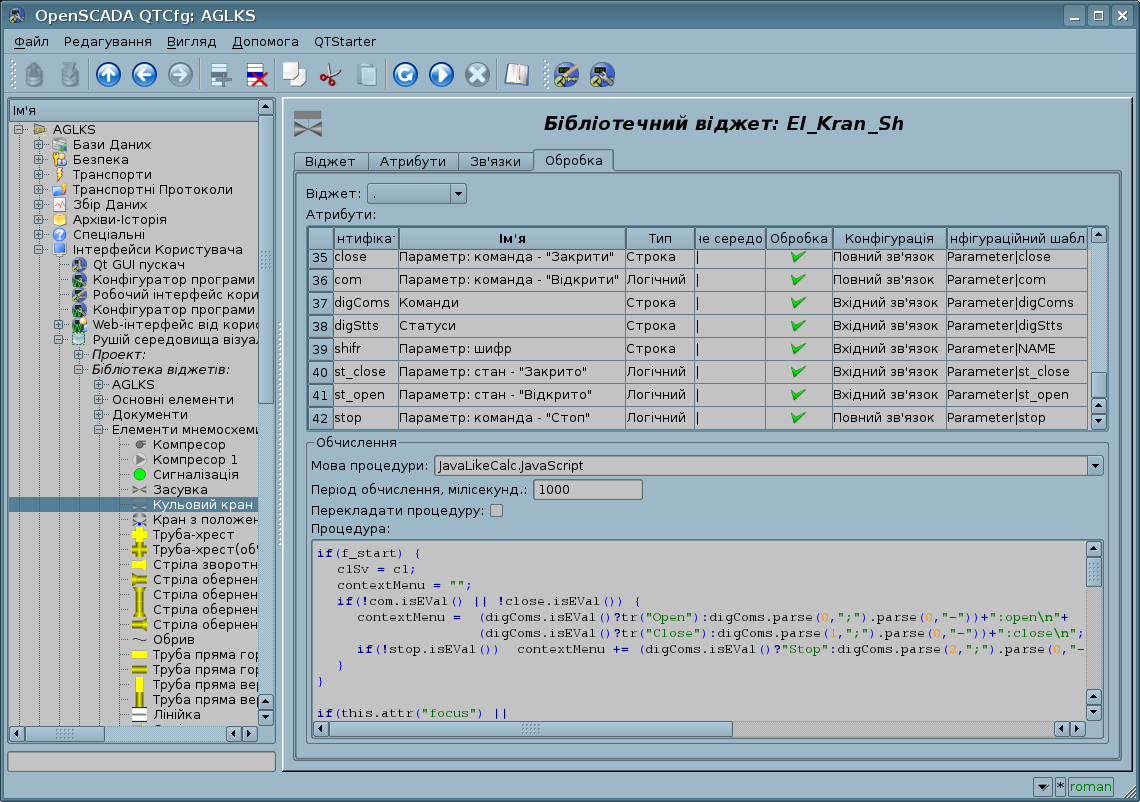 OpenSCADA QTCfg: AGLKS
Файл Редагування Вигляд Допомога QTStarter
Ім'я
AGLKS
Бази Даних
Безпека
Транспорти
Транспортні Протоколи
Збір Даних
Архіви-Історія
Спеціальні
Інтерфейси Користувача
Qt GUI пускач
Конфігуратор програми
Робочий інтерфейс кори
Конфігуратор програми
Web-інтерфейс від корис
Рушій середовища візуал
Проект:
Бібліотека віджетів:
AGLKS
Основні елементи
Документи
Елементи мнемосхеми
Компресор
Компресор 1
Сигналізація
Засувка
Кульовий кран
Кран з положен
Труба-хрест
Труба-хрест(об'
Стріла зворотн
Стріла обернен
Стріла обернен
Стріла обернен
Стріла обернен
Обрив
Труба пряма гор
Труба пряма гор
Труба пряма вер
Труба пряма вер
Лінійка
Бібліотечний віджет: El_Kran_Sh
Віджет Атрибути Зв'язки Обробка
Віджет: .
Атрибути:
нтифіка Ім'я Тип не середо Обробка Конфігурація нфігураційний шабл
35 close Параметр: команда - "Закрити" Строка | Повний зв'язок Parameter|close
36 com Параметр: команда - "Відкрити" Логічний | Повний зв'язок Parameter|com
37 digComs Команди Строка | Вхідний зв'язок Parameter|digComs
38 digStts Статуси Строка | Вхідний зв'язок Parameter|digStts
39 shifr Параметр: шифр Строка | Вхідний зв'язок Parameter|NAME
40 st_close Параметр: стан - "Закрито" Логічний | Вхідний зв'язок Parameter|st_close
41 st_open Параметр: стан - "Відкрито" Логічний | Вхідний зв'язок Parameter|st_open
42 stop Параметр: команда - "Стоп" Логічний | Повний зв'язок Parameter|stop
Обчислення
Мова процедури: JavaLikeCalc.JavaScript
Період обчислення, мілісекунд.: 1000
Перекладати процедуру:
Процедура:
if(f_start) {
c1Sv = c1;
contextMenu = "";
if(!com.isEVal() || !close.isEVal()) {
contextMenu = (digComs.isEVal()?tr("Open"):digComs.parse(0,";").parse(0,"-"))+":open\n"+
(digComs.isEVal()?tr("Close"):digComs.parse(1,";").parse(0,"-"))+":close\n";
if(!stop.isEVal()) contextMenu += (digComs.isEVal()?"Stop":digComs.parse(2,";").parse(0,"-
}
}
if(this.attr("focus") ||
* roman